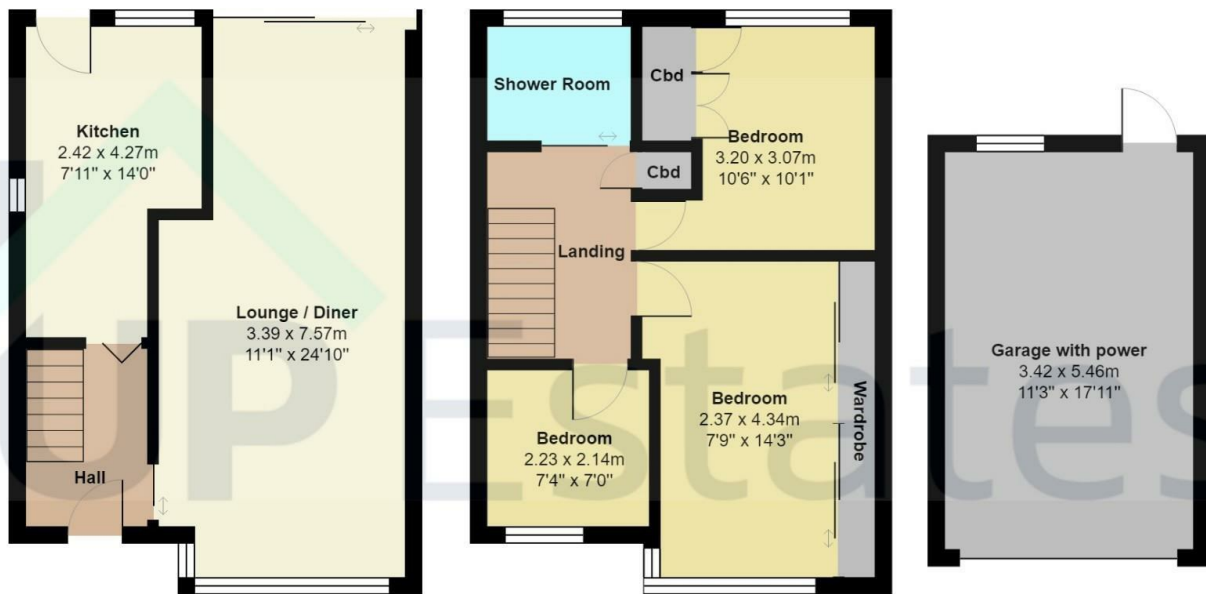 Kitchen
2.42 x 4.27m
7'11" x 14'0"
Lounge / Diner
3.39 x 7.57m
11'1" x 24'10"
Hall
Shower Room
Cbd
Bedroom
3.20 x 3.07m
10'6" x 10'1"
Cbd
Landing
Bedroom
2.37 x 4.34m
7'9" x 14'3"
Wardrobe
Bedroom
2.23 x 2.14m
7'4" x 7'0"
Garage with power
3.42 x 5.46m
11'3" x 17'11"
UP Estates